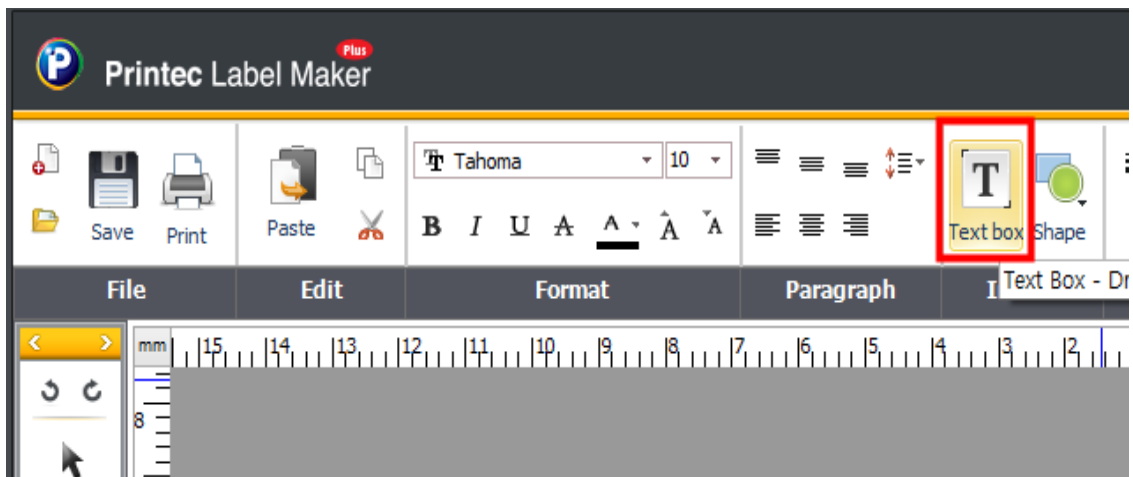 Printec Label Maker Plus
Tahoma 10
B I U A A A A
Save Print Paste Text box Shape
Text Box - Dr
File Edit Format Paragraph I
mm 15 14 13 12 11 10 9 8 7 6 5 4 3 2
8